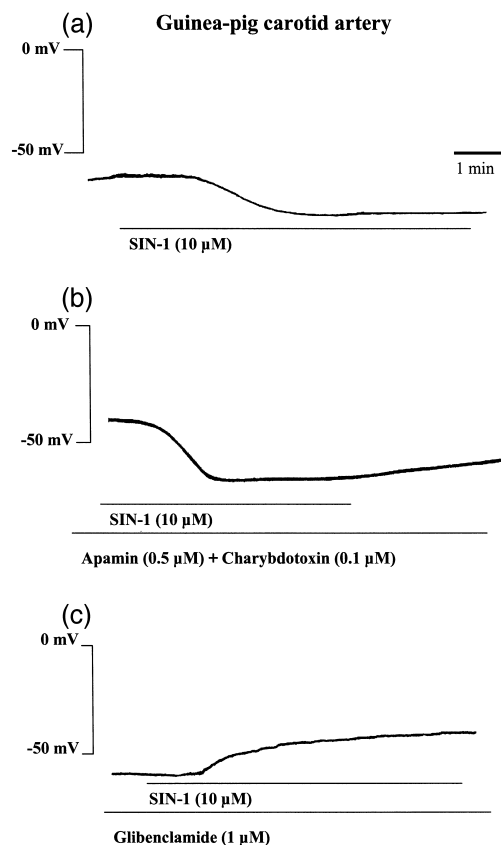 (a) Guinea-pig carotid artery
0 mV
-50 mV
1 min
SIN-1 (10 µM)
(b)
0 mV
-50 mV
SIN-1 (10 µM)
Apamin (0.5 µM) + Charybdotoxin (0.1 µM)
(c)
0 mV
-50 mV
SIN-1 (10 µM)
Glibenclamide (1 µM)